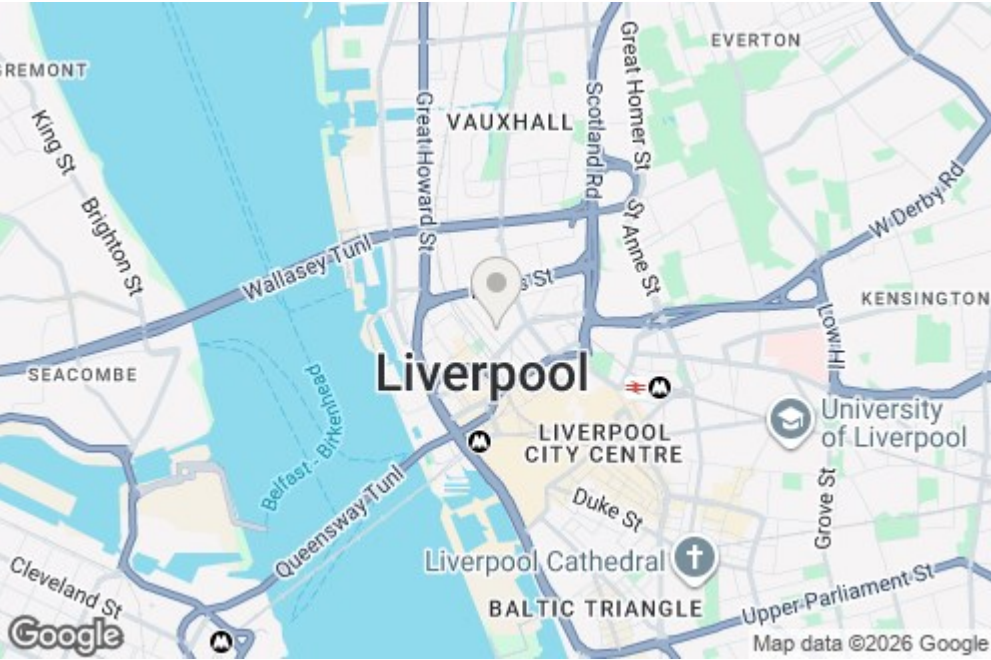 EVERTON
GREMONT
Great Homer St
King St
Great Howard St
VAUXHALL
Scotland Rd
W Derby Rd
Brighton St
St Anne St
Wallasey Tunl
St
KENSINGTON
Low Hill
Liverpool
SEACOMBE
Belfast - Birkenhead
University
of Liverpool
LIVERPOOL
CITY CENTRE
Queensway Tunl
Duke St
Grove St
Liverpool Cathedral
Cleveland St
BALTIC TRIANGLE
Upper Parliament St
Google
Map data ©2026 Google